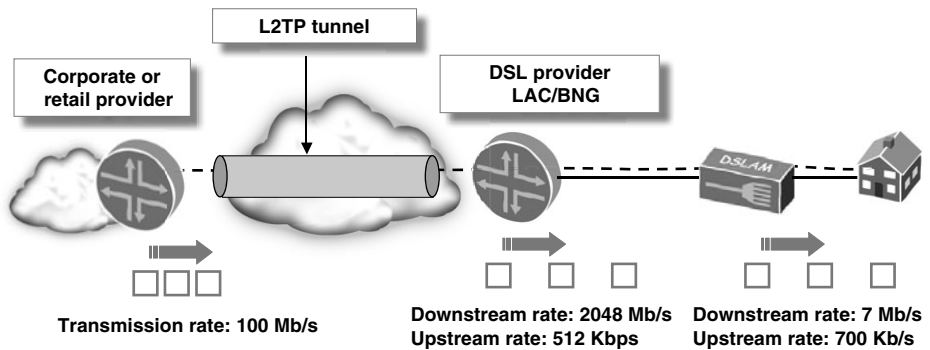 L2TP tunnel
Corporate or
retail provider
DSL provider
LAC/BNG
DSLAM
Transmission rate: 100 Mb/s
Downstream rate: 2048 Mb/s
Upstream rate: 512 Kbps
Downstream rate: 7 Mb/s
Upstream rate: 700 Kb/s